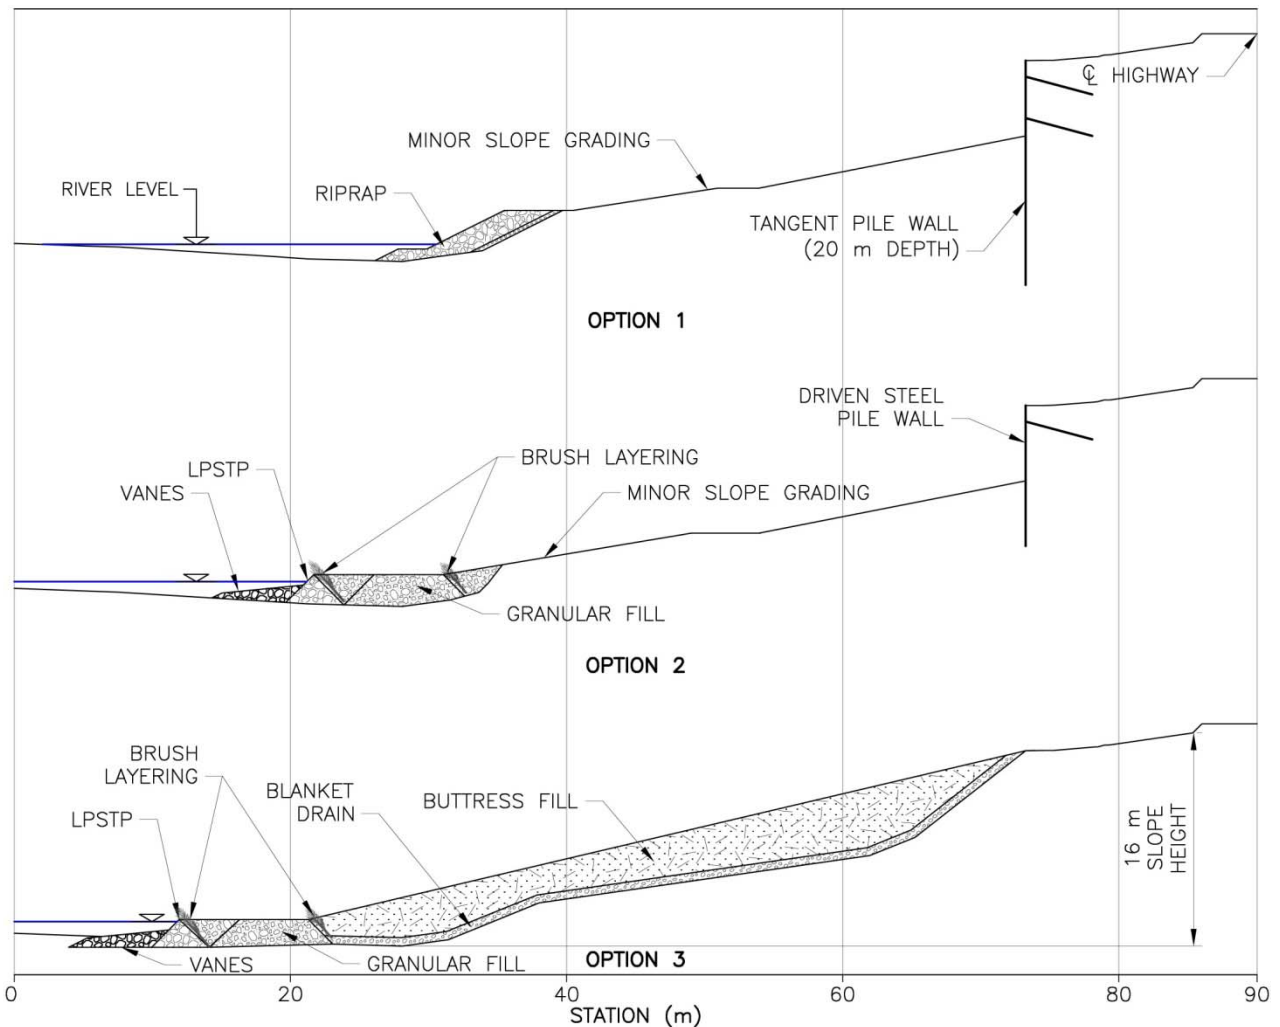 ℄ HIGHWAY
MINOR SLOPE GRADING
RIVER LEVEL
RIPRAP
TANGENT PILE WALL
(20 m DEPTH)
OPTION 1
DRIVEN STEEL
PILE WALL
BRUSH LAYERING
LPSTP
VANES
MINOR SLOPE GRADING
GRANULAR FILL
OPTION 2
BRUSH
LAYERING
BLANKET
DRAIN
BUTTRESS FILL
LPSTP
16 m
SLOPE
HEIGHT
VANES
GRANULAR FILL
OPTION 3
0
20
40
60
80
90
STATION (m)